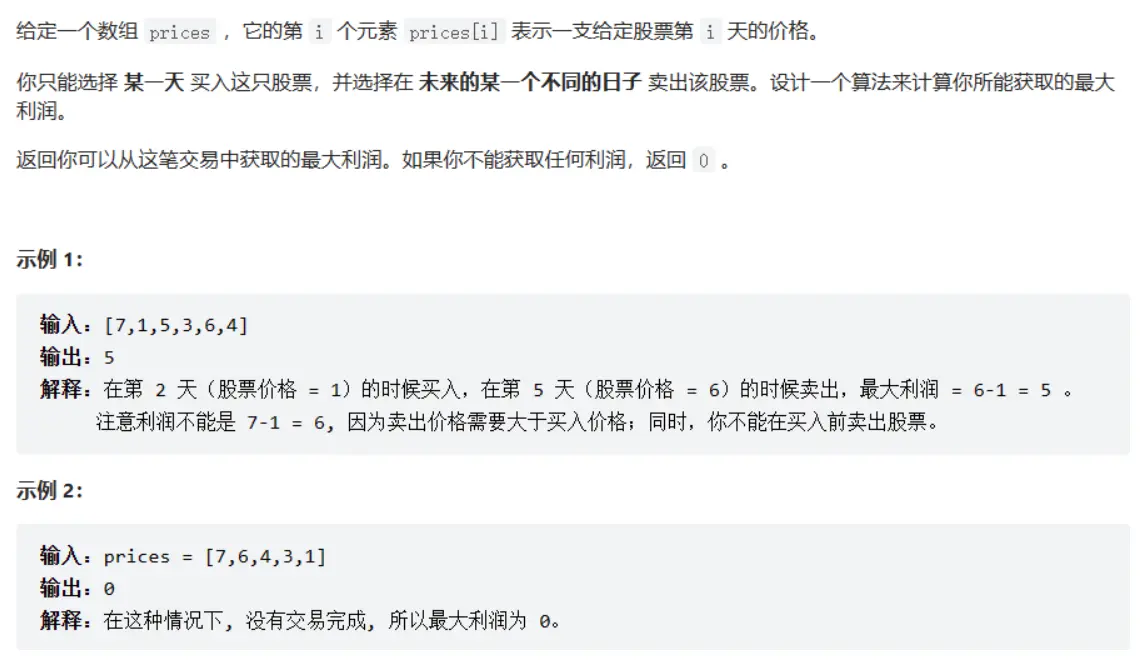 给定一个数组 prices ，它的第 i 个元素 prices[i] 表示一支给定股票第 i 天的价格。
你只能选择 某一天 买入这只股票，并选择在 未来的某一个不同的日子 卖出该股票。设计一个算法来计算你所能获取的最大
利润。
返回你可以从这笔交易中获取的最大利润。如果你不能获取任何利润，返回 0 。
示例 1：
输入：[7,1,5,3,6,4]
输出：5
解释：在第 2 天（股票价格 = 1）的时候买入，在第 5 天（股票价格 = 6）的时候卖出，最大利润 = 6-1 = 5 。
注意利润不能是 7-1 = 6, 因为卖出价格需要大于买入价格；同时，你不能在买入前卖出股票。
示例 2：
输入：prices = [7,6,4,3,1]
输出：0
解释：在这种情况下, 没有交易完成, 所以最大利润为 0。